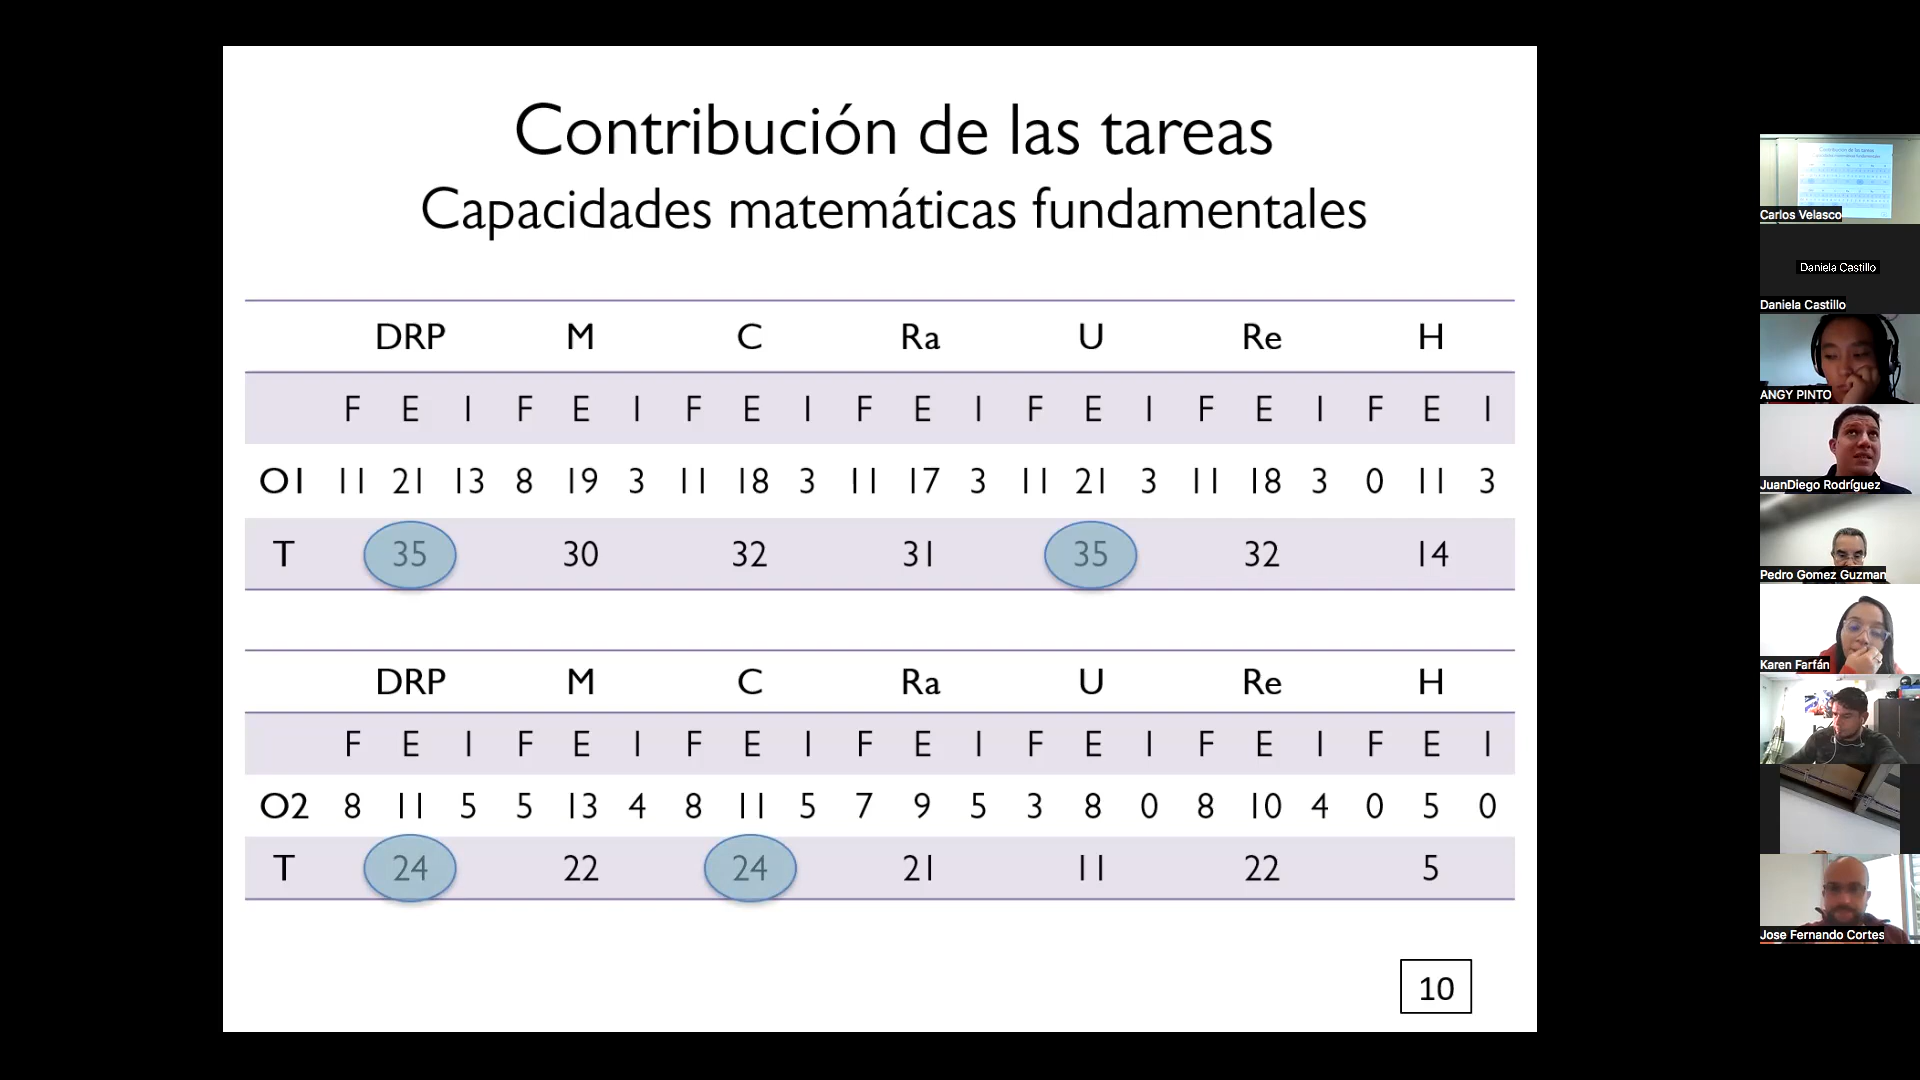 Contribución de las tareas
Capacidades matemáticas fundamentales
DRP M C Ra U Re H
F E I F E I F E I F E I F E I F E I F E I
O1 11 21 13 8 19 3 11 18 3 11 17 3 11 21 3 11 18 3 0 11 3
T 35 30 32 31 35 32 14
DRP M C Ra U Re H
F E I F E I F E I F E I F E I F E I F E I
O2 8 11 5 5 13 4 8 11 5 7 9 5 3 8 0 8 10 4 0 5 0
T 24 22 24 21 11 22 5
10
Carlos Velasco
Daniela Castillo
Daniela Castillo
ANGY PINTO
JuanDiego Rodríguez
Pedro Gomez Guzman
Karen Farfán
Jose Fernando Cortes